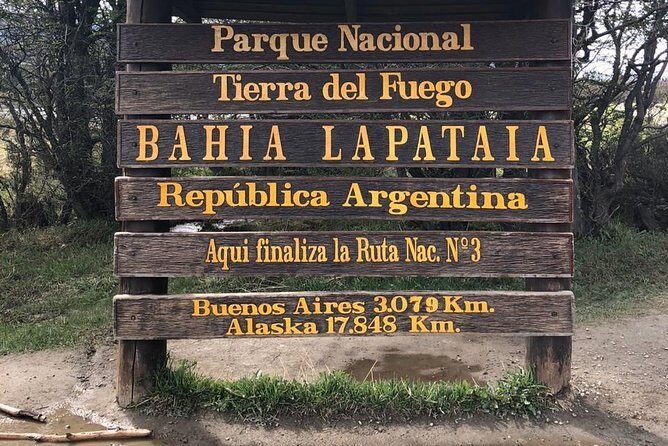 Parque Nacional
Tierra del Fuego
BAHIA LAPATAIA
República Argentina
Aqui finaliza la Ruta Nac. Nº3
Buenos Aires 3.079 Km.
Alaska 17.848 Km.